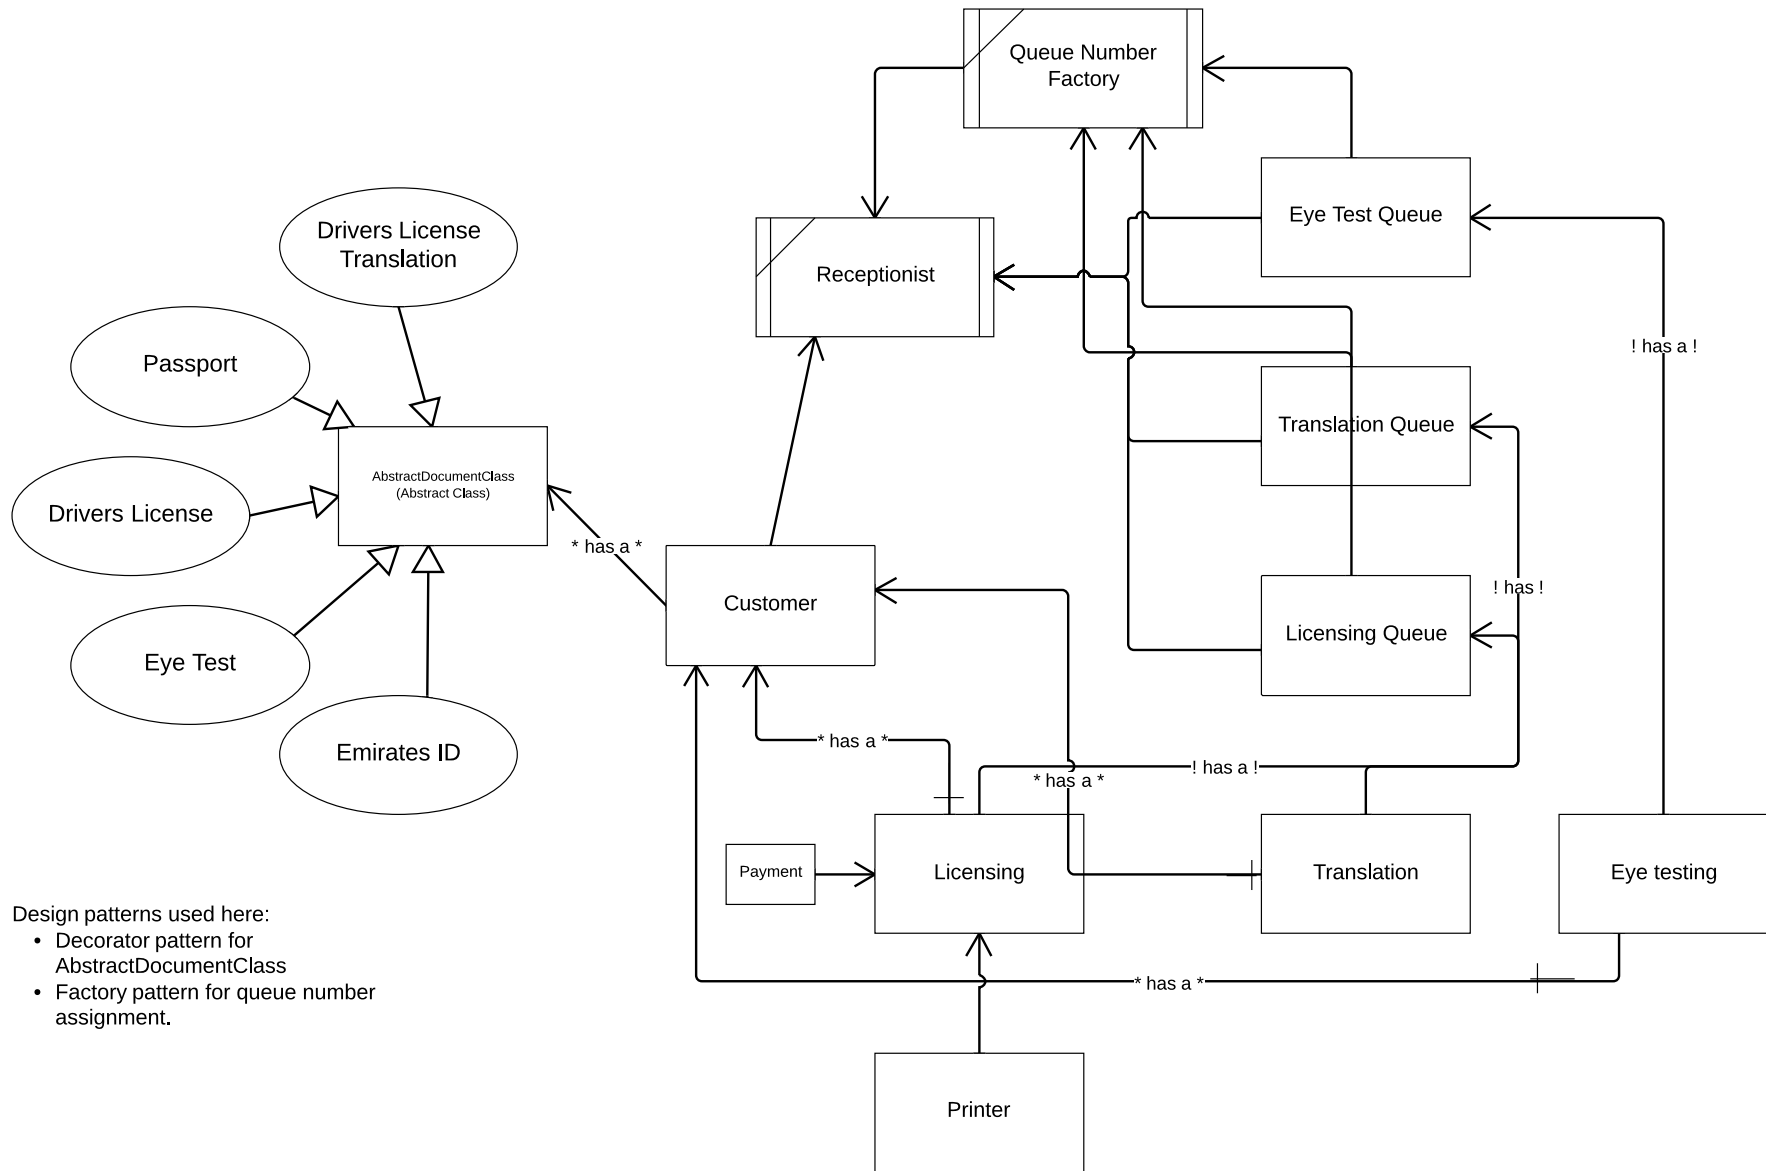 Queue Number
Factory
Eye Test Queue
Drivers License
Translation
Receptionist
! has a !
Passport
Translation Queue
AbstractDocumentClass
(Abstract Class)
Drivers License
* has a *
! has !
Customer
Licensing Queue
Eye Test
Emirates ID
* has a *
! has a !
* has a *
Payment
Licensing
Translation
Eye testing
Design patterns used here:
• Decorator pattern for
AbstractDocumentClass
• Factory pattern for queue number
assignment.
* has a *
Printer